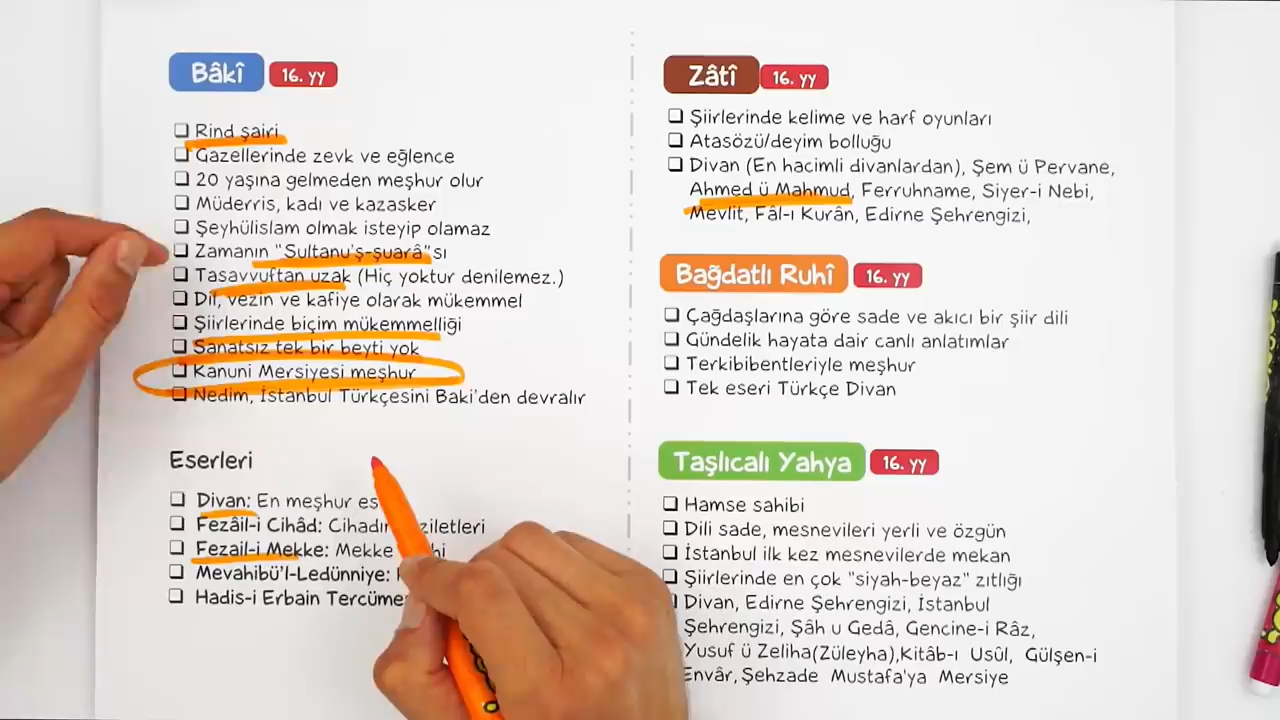 Bâkî 16. yy
Rind şairi
Gazellerinde zevk ve eğlence
20 yaşına gelmeden meşhur olur
Müderris, kadı ve kazasker
Şeyhülislam olmak isteyip olamaz
Zamanın "Sultanu'ş-şuarâ"sı
Tasavvuftan uzak (Hiç yoktur denilemez.)
Dil, vezin ve kafiye olarak mükemmel
Şiirlerinde biçim mükemmelliği
Sanatsız tek bir beyti yok
Kanuni Mersiyesi meşhur
Nedim, İstanbul Türkçesini Baki'den devralır
Eserleri
Divan: En meşhur
Fezâil-i Cihâd:
Fezail-i Mekke: Mekke
Mevahibü'l-Ledünniye:
Hadis-i Erbain
Zâtî 16. yy
Şiirlerinde kelime ve harf oyunları
Atasözü/deyim bolluğu
Divan (En hacimli divanlardan), Şem ü Pervane,
Ahmed ü Mahmud, Ferruhname, Siyer-i Nebi,
Mevlit, Fâl-ı Kurân, Edirne Şehrengizi,
Bağdatlı Ruhî 16. yy
Çağdaşlarına göre sade ve akıcı bir şiir dili
Gündelik hayata dair canlı anlatımlar
Terkibibentleriyle meşhur
Tek eseri Türkçe Divan
Taşlıcalı Yahya 16. yy
Hamse sahibi
Dili sade, mesnevileri yerli ve özgün
İstanbul ilk kez mesnevilerde mekan
Şiirlerinde en çok "siyah-beyaz" zıtlığı
Divan, Edirne Şehrengizi, İstanbul
Şehrengizi, Şâh u Gedâ, Gencine-i Râz,
Yusuf ü Zeliha(Züleyha),Kitâb-ı Usûl, Gülşen-i
Envâr, Şehzade Mustafa'ya Mersiye